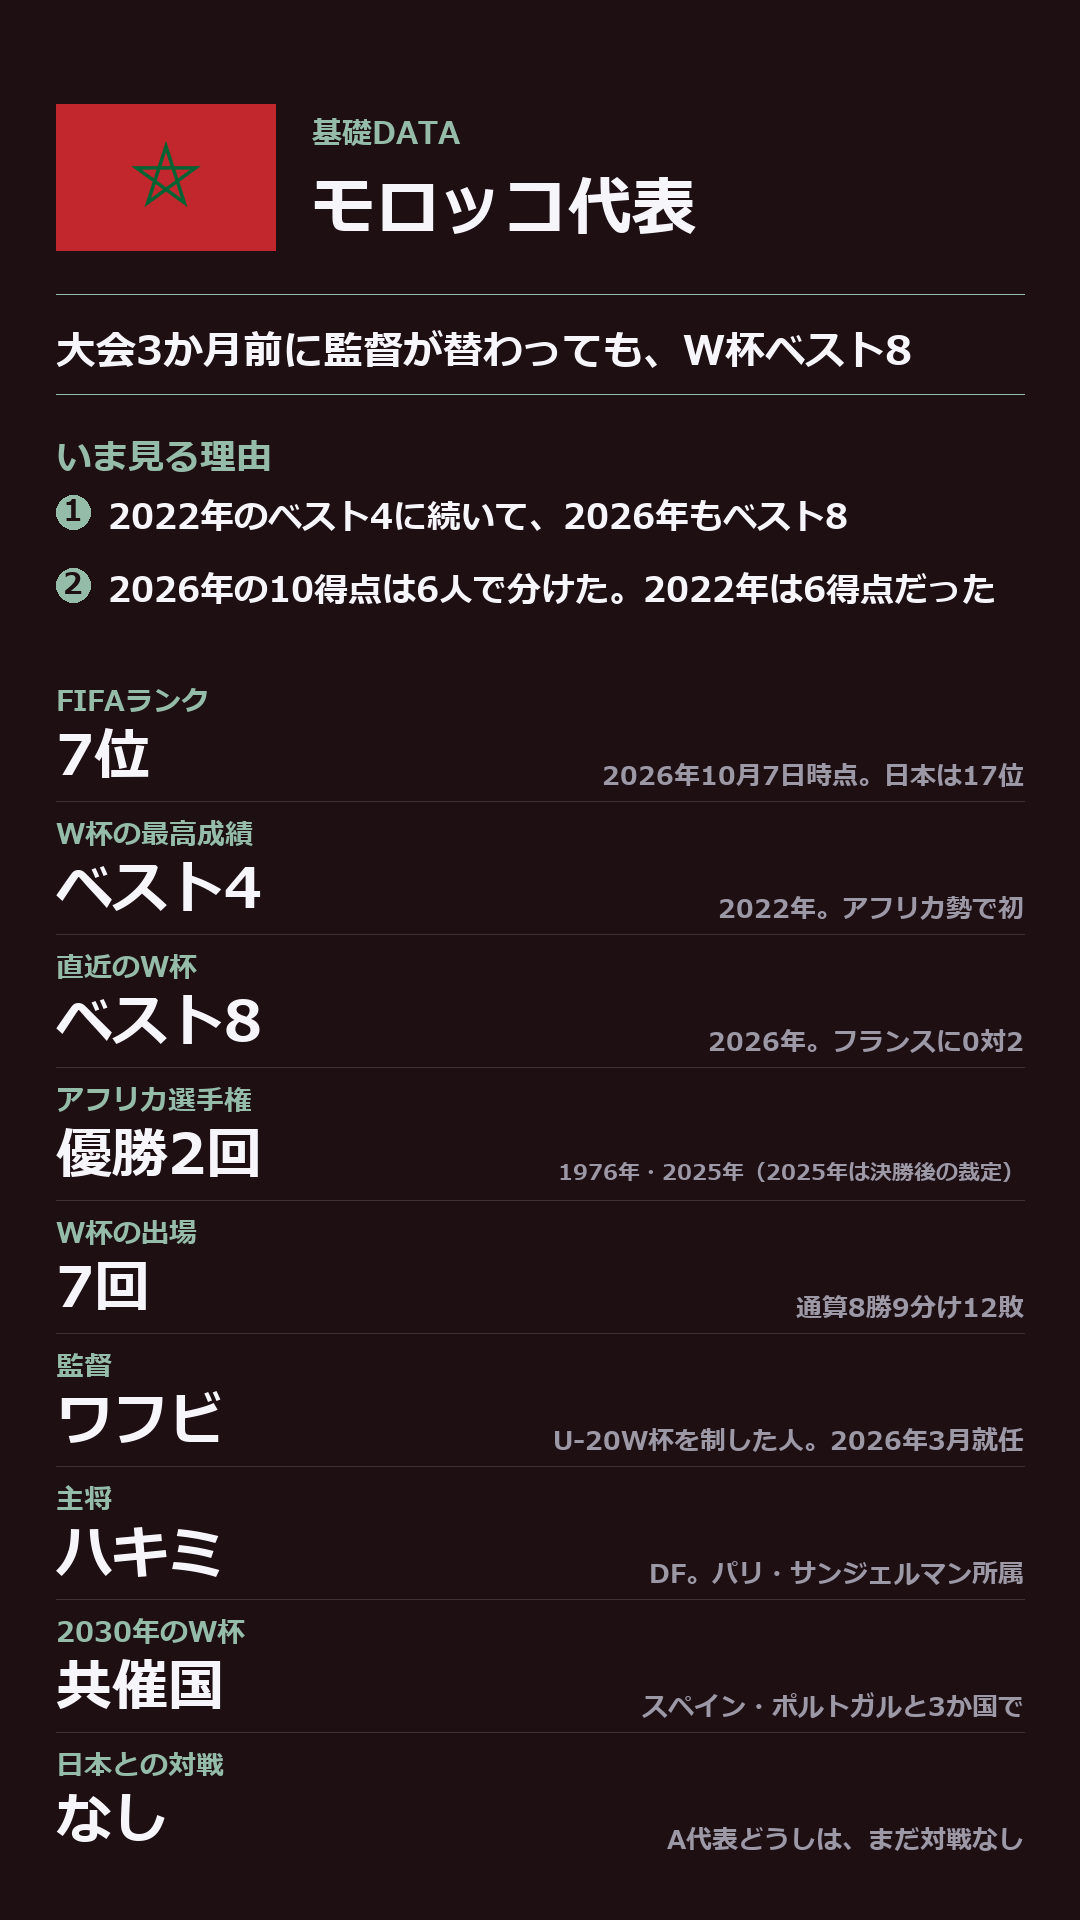 基礎DATA
モロッコ代表
大会3か月前に監督が替わっても、W杯ベスト8
いま見る理由
1 2022年のベスト4に続いて、2026年もベスト8
2 2026年の10得点は6人で分けた。2022年は6得点だった
FIFAランク
7位 2026年10月7日時点。日本は17位
W杯の最高成績
ベスト4 2022年。アフリカ勢で初
直近のW杯
ベスト8 2026年。フランスに0対2
アフリカ選手権
優勝2回 1976年・2025年（2025年は決勝後の裁定）
W杯の出場
7回 通算8勝9分け12敗
監督
ワフビ U-20W杯を制した人。2026年3月就任
主将
ハキミ DF。パリ・サンジェルマン所属
2030年のW杯
共催国 スペイン・ポルトガルと3か国で
日本との対戦
なし A代表どうしは、まだ対戦なし